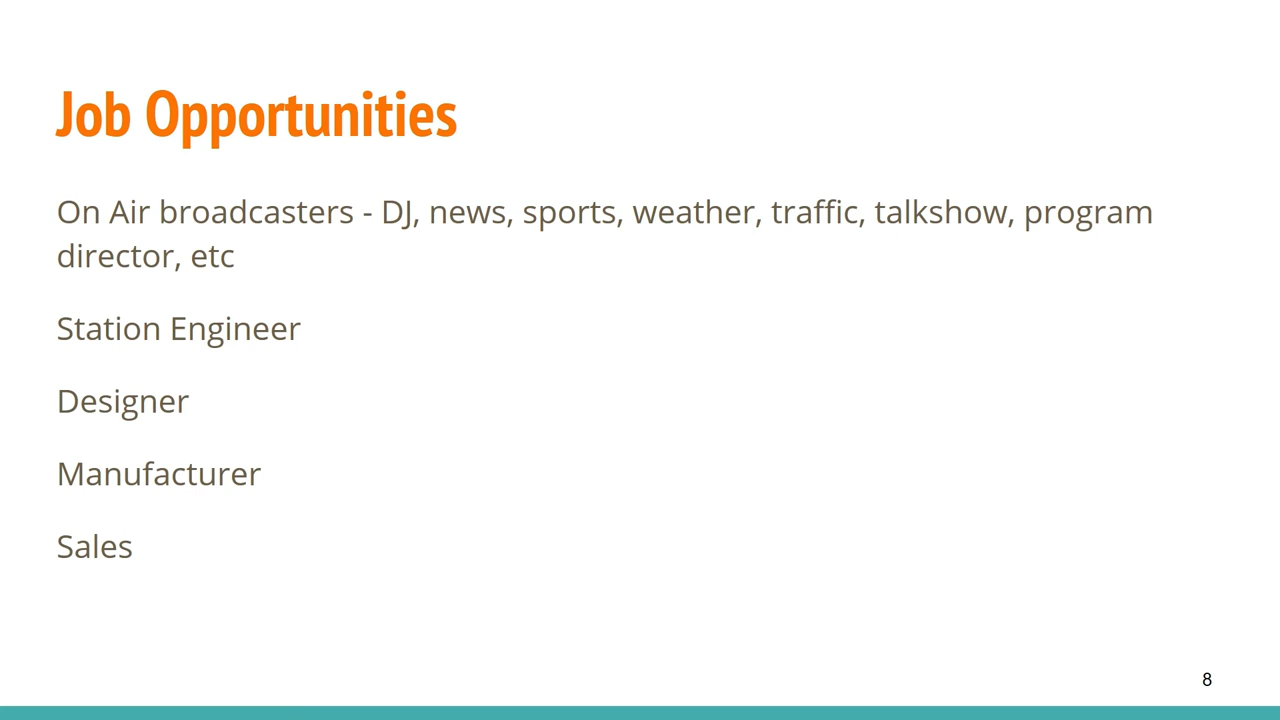 Job Opportunities
On Air broadcasters - DJ, news, sports, weather, traffic, talkshow, program
director, etc
Station Engineer
Designer
Manufacturer
Sales
8